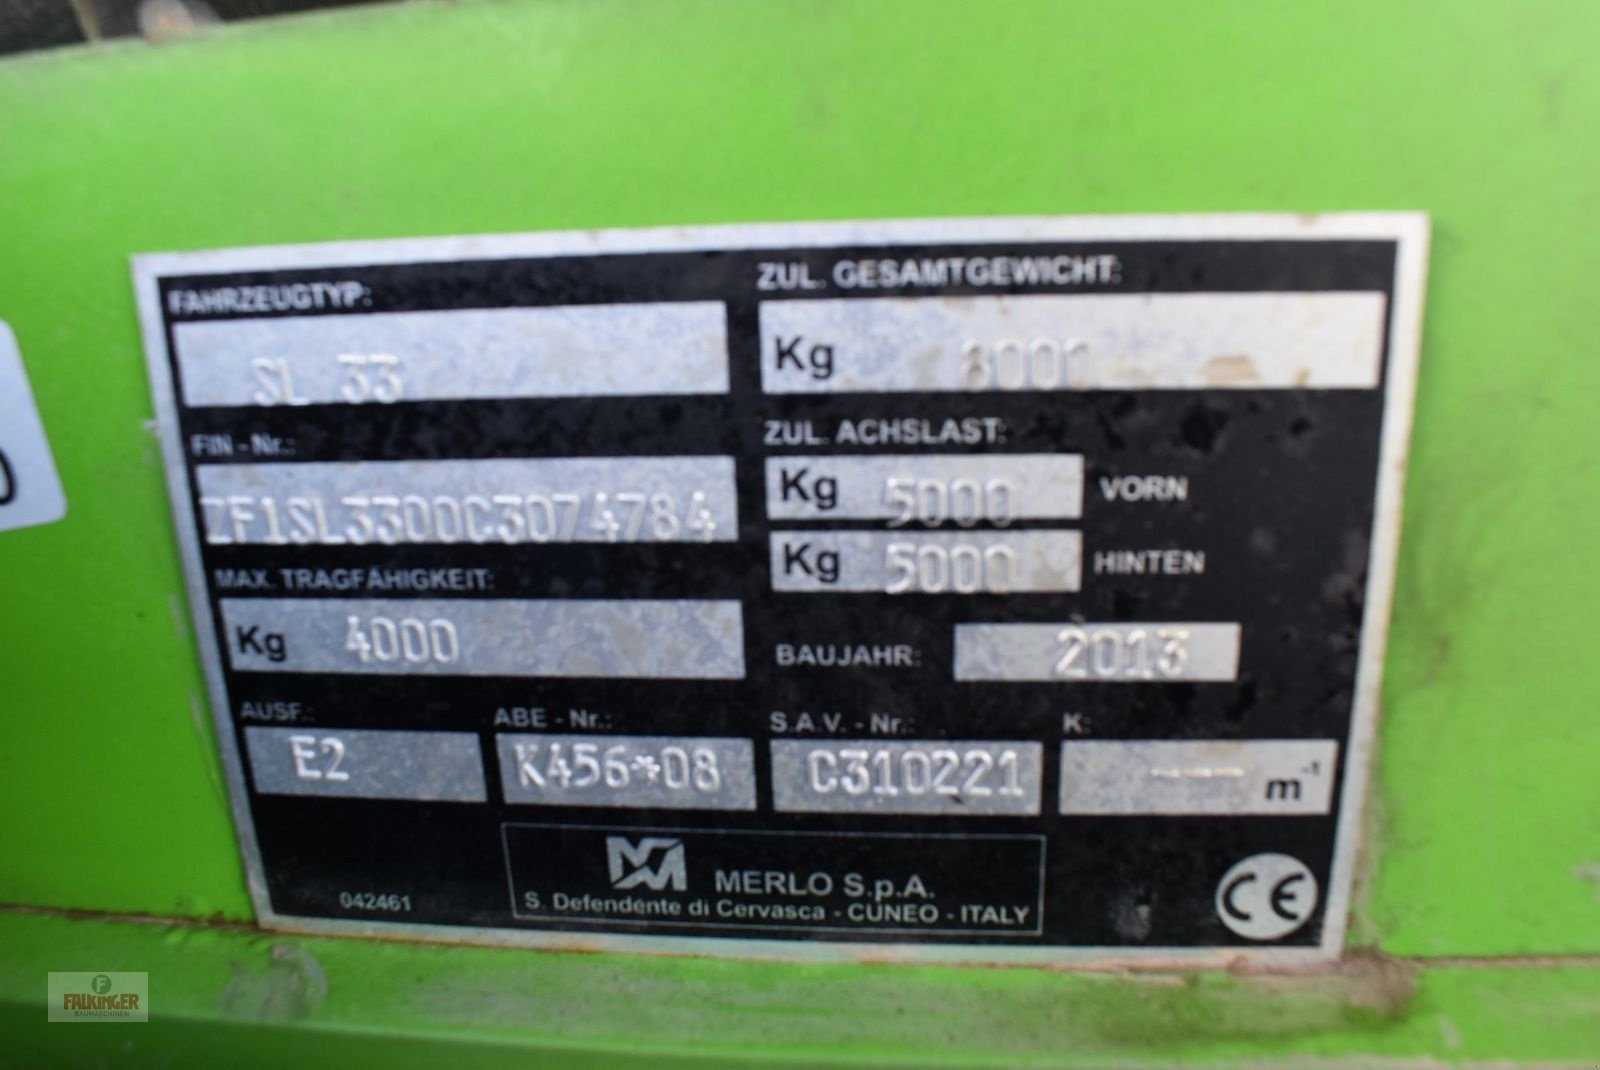 FAHRZEUGTYP:
SL 33
FIN - Nr.:
ZF1SL3300C3074784
MAX. TRAGFÄHIGKEIT:
Kg 4000
ZUL. GESAMTGEWICHT:
Kg
ZUL. ACHSLAST:
Kg 5000 VORN
Kg 5000 HINTEN
BAUJAHR: 2013
AUSF.:
E2
ABE - Nr.:
K456*08
S.A.V. - Nr.:
C310221
K:
--- m⁻¹
MERLO S.p.A.
S. Defendente di Cervasca - CUNEO - ITALY
042461
CE
F
FALKINGER
BAUMASCHINEN